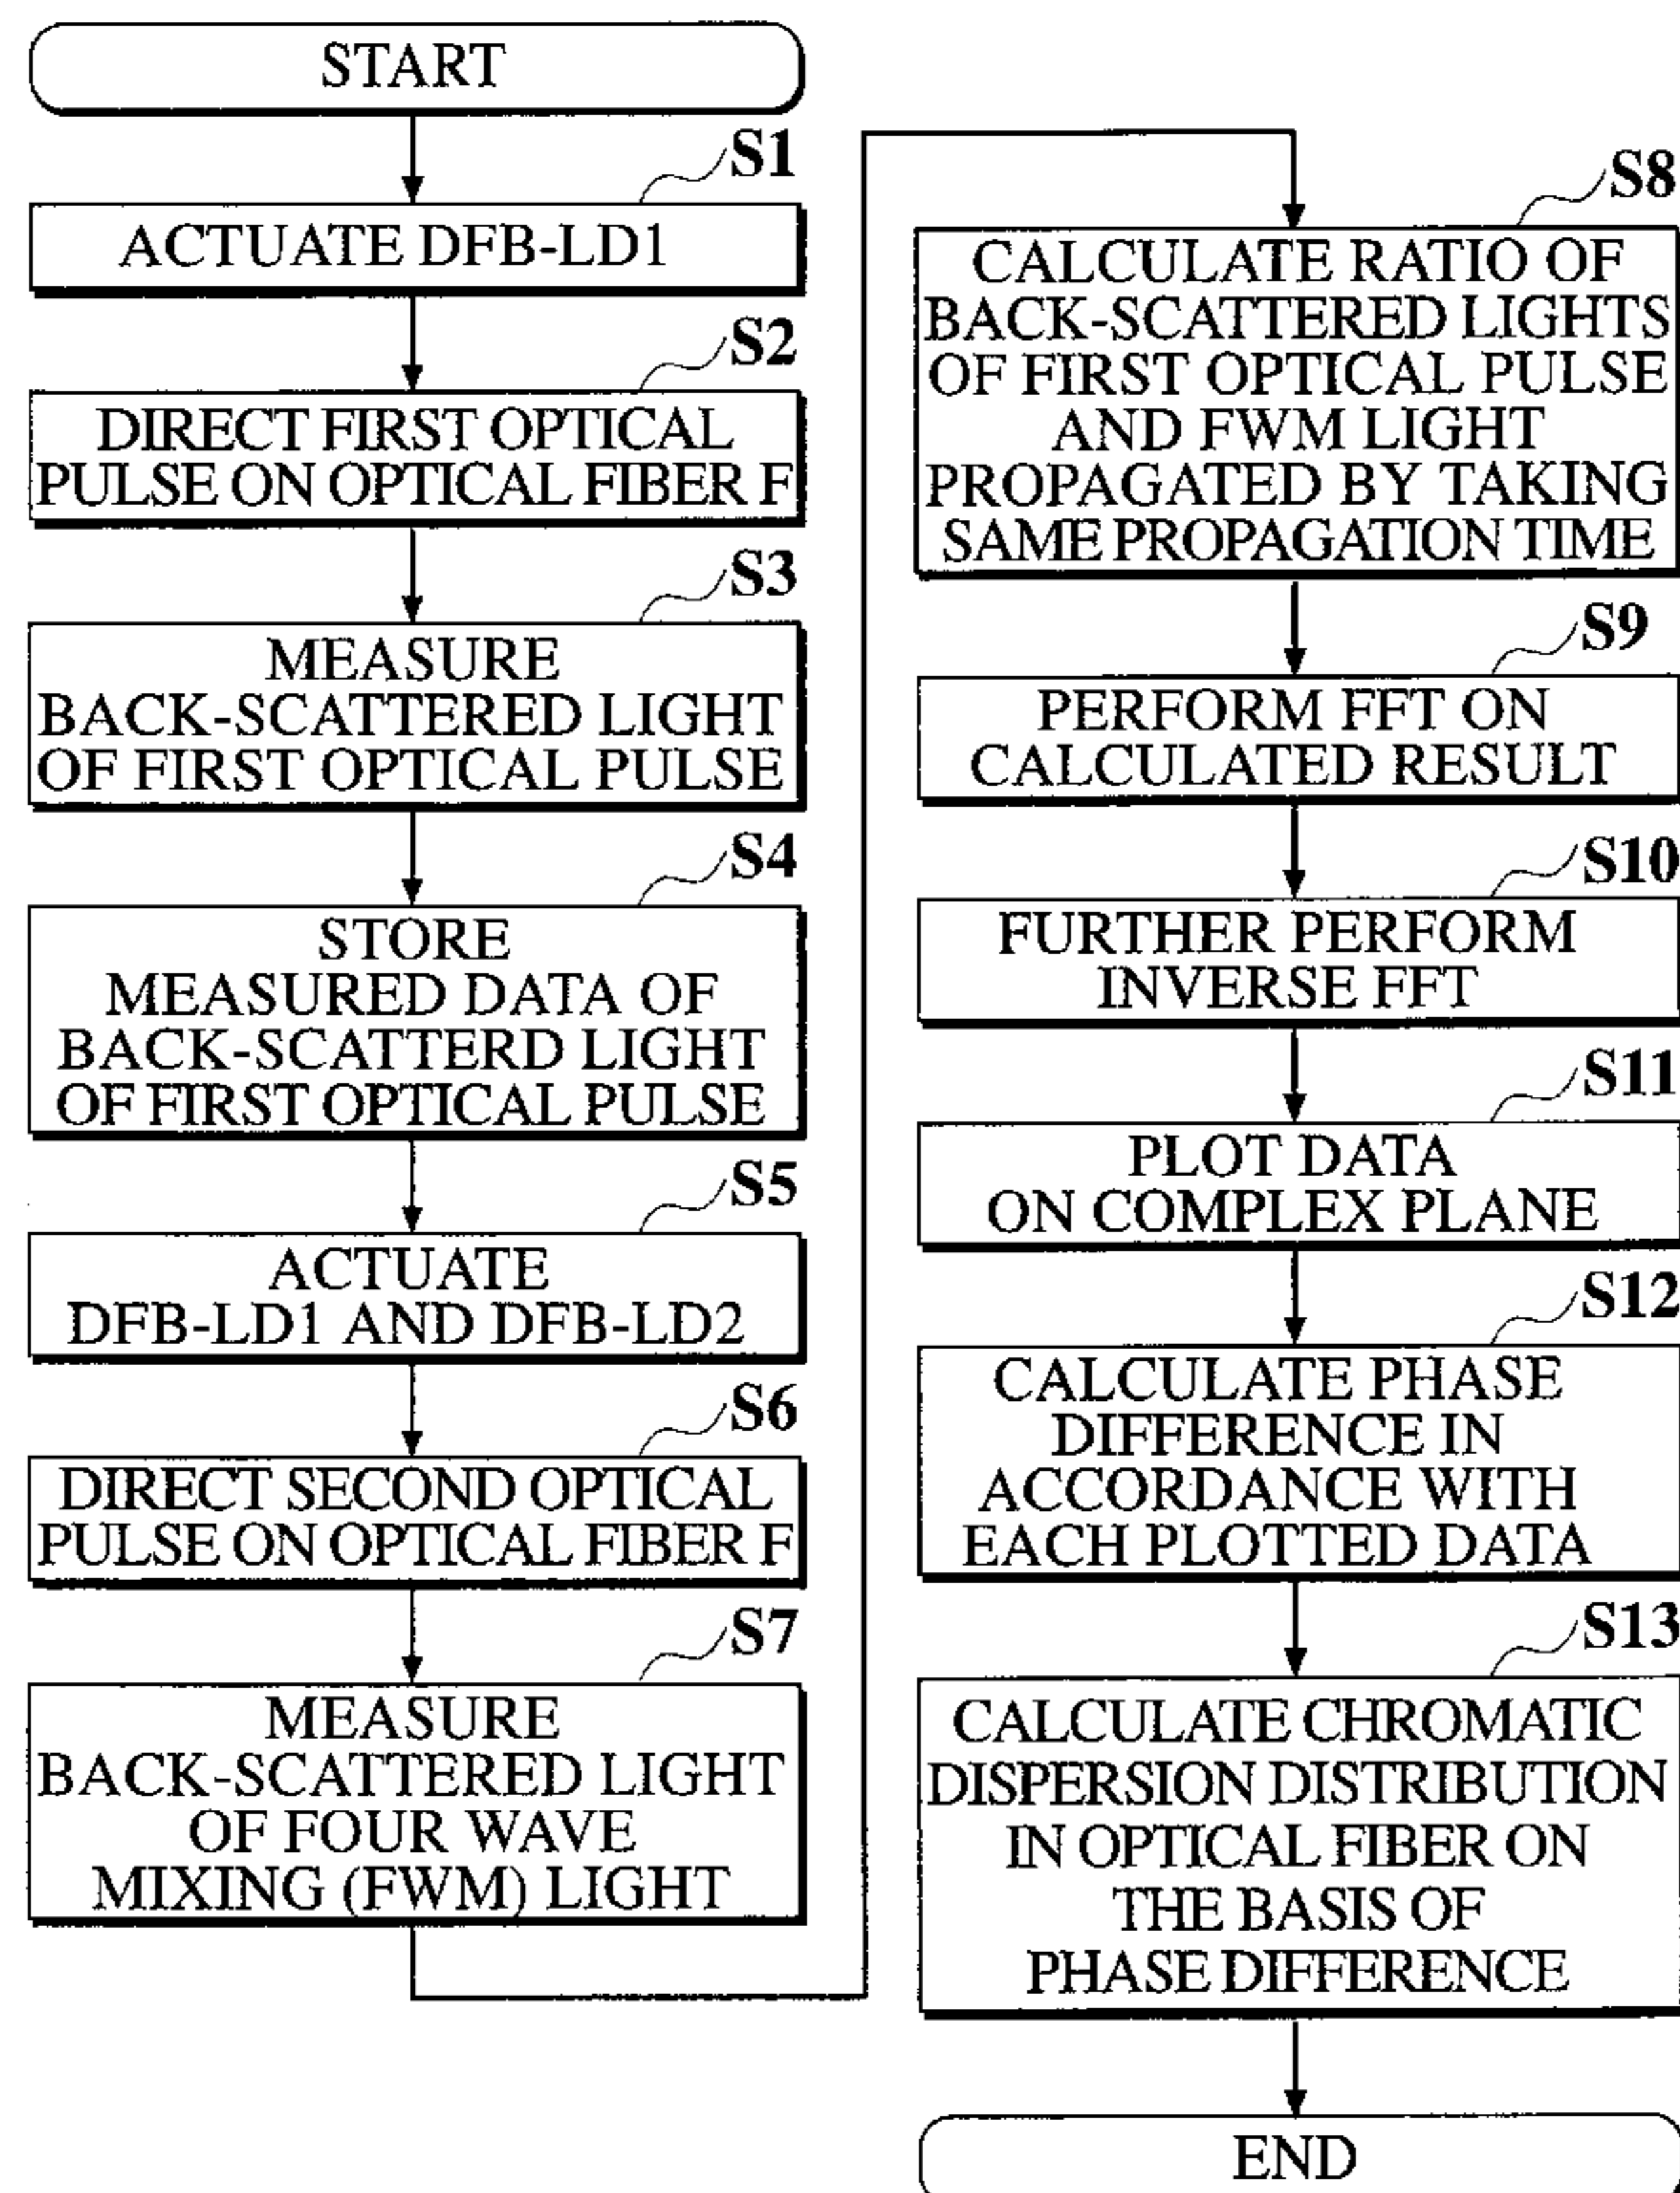 START
S1
ACTUATE DFB-LD1
S2
DIRECT FIRST OPTICAL
PULSE ON OPTICAL FIBER F
S3
MEASURE
BACK-SCATTERED LIGHT
OF FIRST OPTICAL PULSE
S4
STORE
MEASURED DATA OF
BACK-SCATTERD LIGHT
OF FIRST OPTICAL PULSE
S5
ACTUATE
DFB-LD1 AND DFB-LD2
S6
DIRECT SECOND OPTICAL
PULSE ON OPTICAL FIBER F
S7
MEASURE
BACK-SCATTERED LIGHT
OF FOUR WAVE
MIXING (FWM) LIGHT
S8
CALCULATE RATIO OF
BACK-SCATTERED LIGHTS
OF FIRST OPTICAL PULSE
AND FWM LIGHT
PROPAGATED BY TAKING
SAME PROPAGATION TIME
S9
PERFORM FFT ON
CALCULATED RESULT
S10
FURTHER PERFORM
INVERSE FFT
S11
PLOT DATA
ON COMPLEX PLANE
S12
CALCULATE PHASE
DIFFERENCE IN
ACCORDANCE WITH
EACH PLOTTED DATA
S13
CALCULATE CHROMATIC
DISPERSION DISTRIBUTION
IN OPTICAL FIBER ON
THE BASIS OF
PHASE DIFFERENCE
END